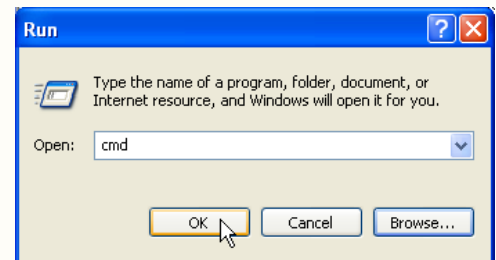 Run
Type the name of a program, folder, document, or
Internet resource, and Windows will open it for you.
Open: cmd
OK Cancel Browse...